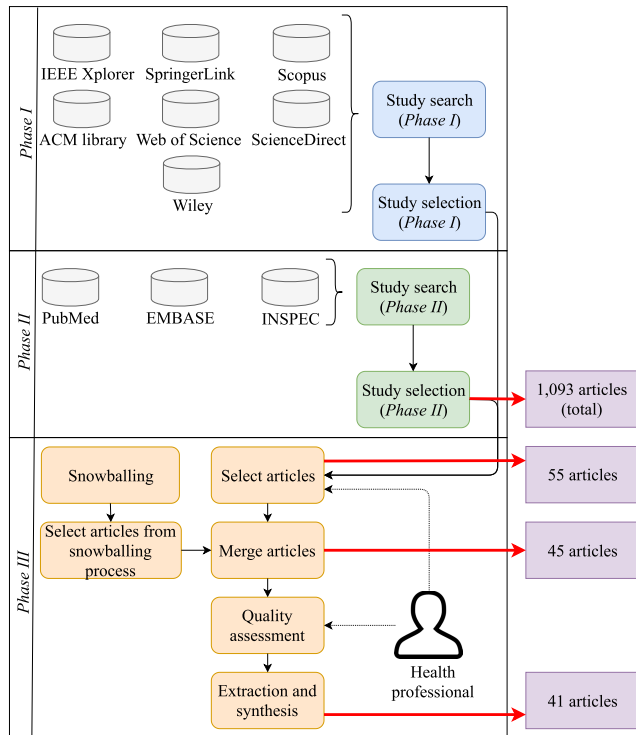 Phase I
IEEE Xplorer
SpringerLink
Scopus
ACM library
Web of Science
ScienceDirect
Wiley
Study search
(Phase I)
Study selection
(Phase I)
Phase II
PubMed
EMBASE
INSPEC
Study search
(Phase II)
Study selection
(Phase II)
1,093 articles
(total)
Phase III
Snowballing
Select articles
55 articles
Select articles from
snowballing
process
Merge articles
45 articles
Quality
assessment
Health
professional
Extraction and
synthesis
41 articles